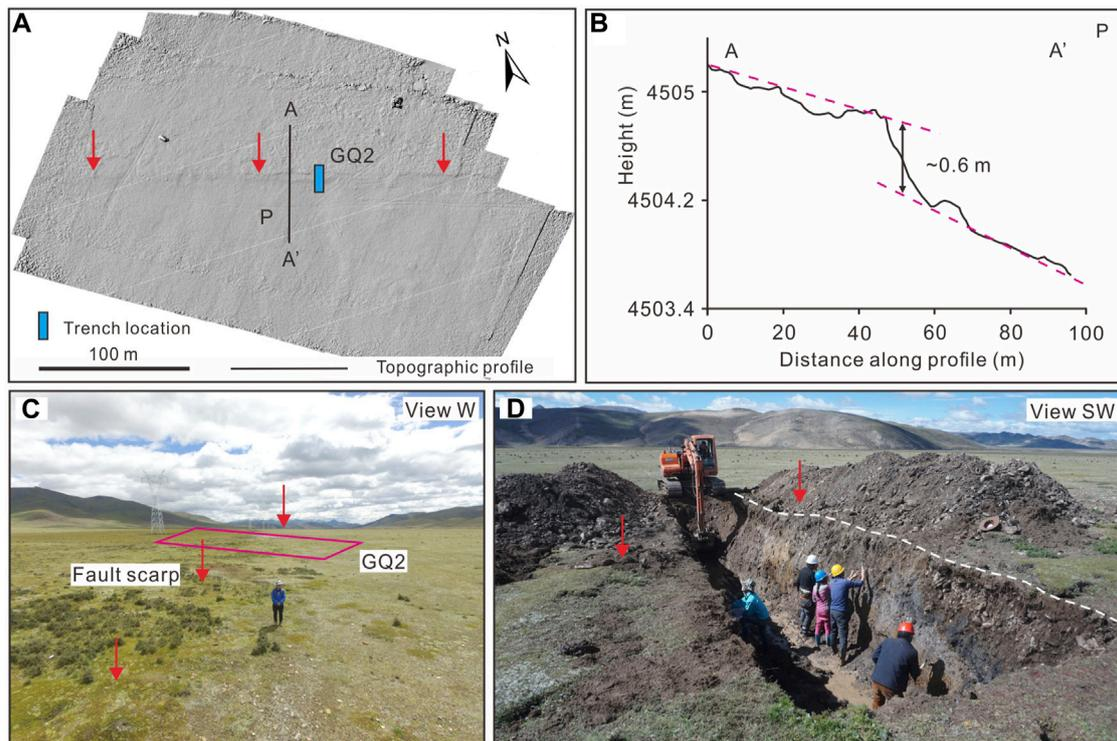 A
N
A
GQ2
P
A'
Trench location
100 m
Topographic profile
B
P
A
A'
Height (m)
4505
4504.2
4503.4
~0.6 m
0 20 40 60 80 100
Distance along profile (m)
C
View W
Fault scarp
GQ2
D
View SW